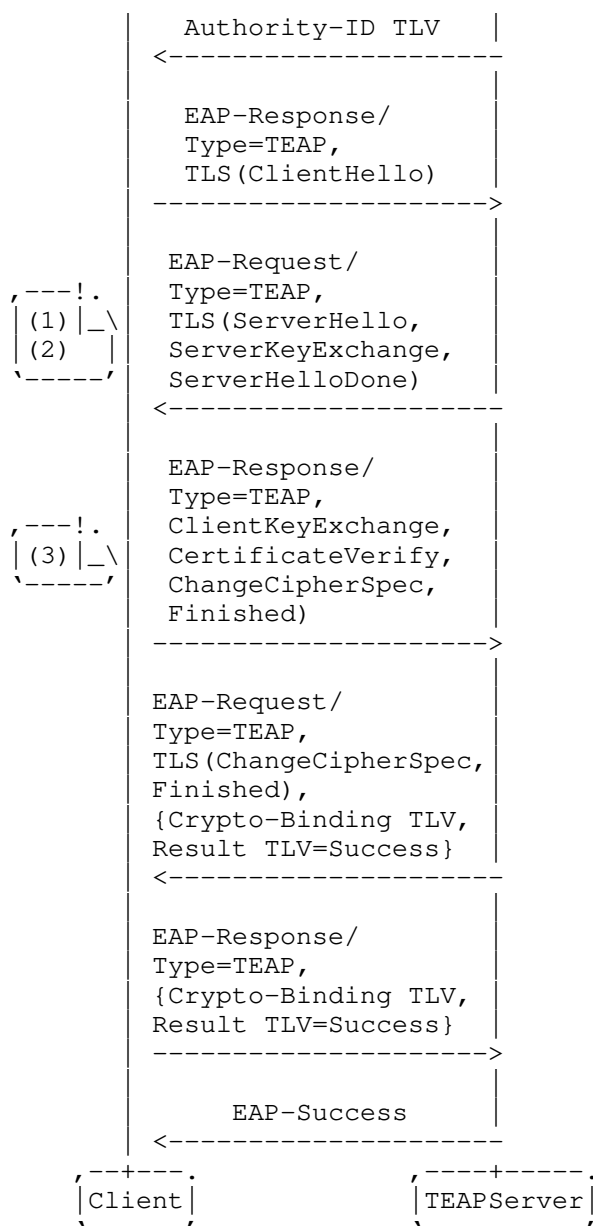 Authority-ID TLV
EAP-Response/
Type=TEAP,
TLS(ClientHello)
EAP-Request/
Type=TEAP,
(1)
TLS(ServerHello,
(2)
ServerKeyExchange,
ServerHelloDone)
EAP-Response/
Type=TEAP,
ClientKeyExchange,
(3)
CertificateVerify,
ChangeCipherSpec,
Finished)
EAP-Request/
Type=TEAP,
TLS(ChangeCipherSpec,
Finished),
{Crypto-Binding TLV,
Result TLV=Success}
EAP-Response/
Type=TEAP,
{Crypto-Binding TLV,
Result TLV=Success}
EAP-Success
Client
TEAPServer